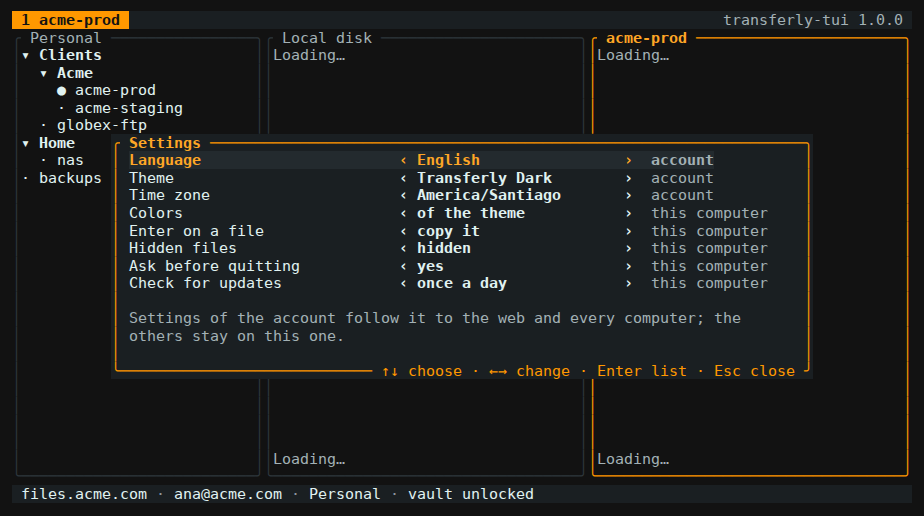 1 acme-prod
transferly-tui 1.0.0
Personal
Local disk
acme-prod
▾ Clients
Loading…
Loading…
▾ Acme
● acme-prod
· acme-staging
· globex-ftp
▾ Home
· nas
· backups
Settings
Language ‹ English › account
Theme ‹ Transferly Dark › account
Time zone ‹ America/Santiago › account
Colors ‹ of the theme › this computer
Enter on a file ‹ copy it › this computer
Hidden files ‹ hidden › this computer
Ask before quitting ‹ yes › this computer
Check for updates ‹ once a day › this computer
Settings of the account follow it to the web and every computer; the
others stay on this one.
↑↓ choose · ←→ change · Enter list · Esc close
Loading…
Loading…
files.acme.com · ana@acme.com · Personal · vault unlocked